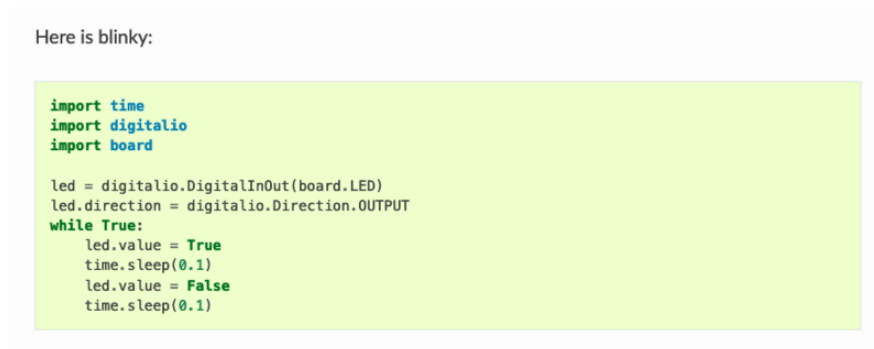 Here is blinky:
import time
import digitalio
import board
led = digitalio.DigitalInOut(board.LED)
led.direction = digitalio.Direction.OUTPUT
while True:
    led.value = True
    time.sleep(0.1)
    led.value = False
    time.sleep(0.1)